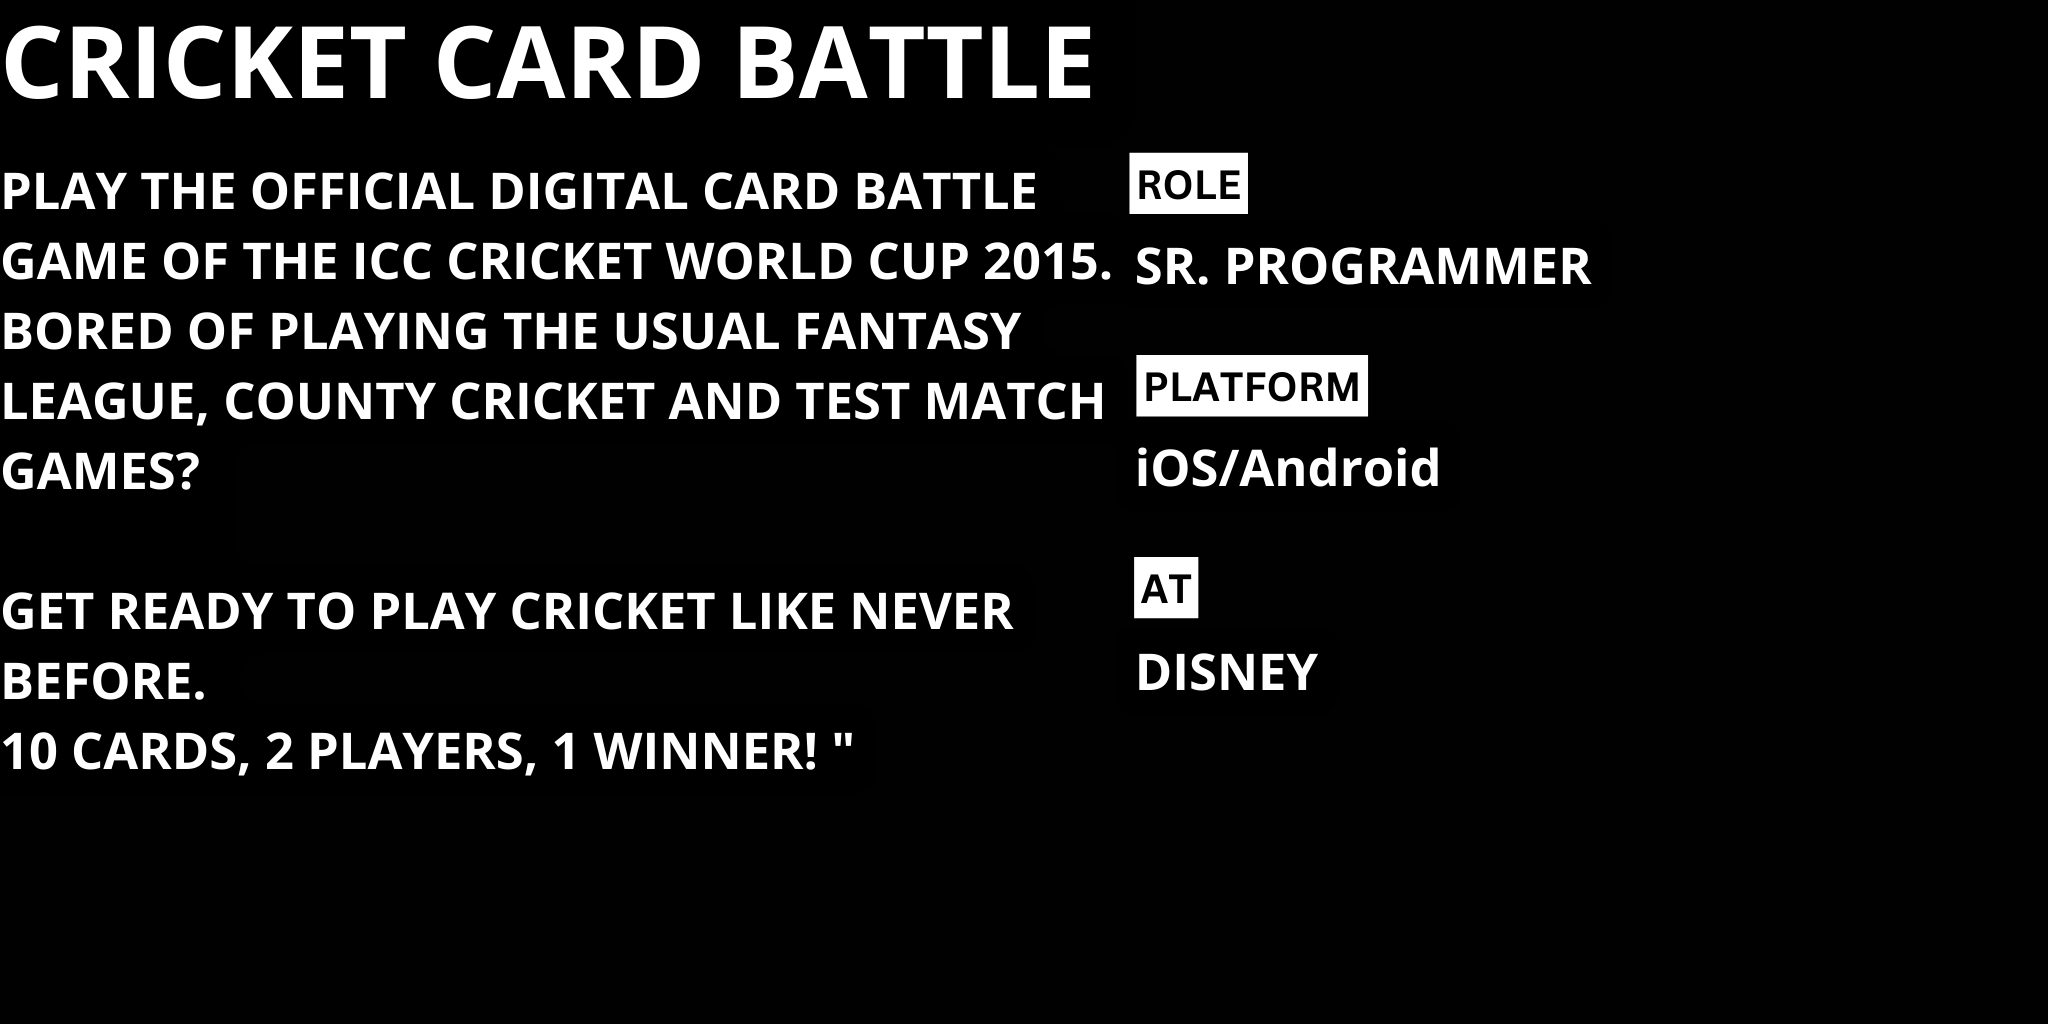 CRICKET CARD BATTLE
PLAY THE OFFICIAL DIGITAL CARD BATTLE
GAME OF THE ICC CRICKET WORLD CUP 2015.
BORED OF PLAYING THE USUAL FANTASY
LEAGUE, COUNTY CRICKET AND TEST MATCH
GAMES?
GET READY TO PLAY CRICKET LIKE NEVER
BEFORE.
10 CARDS, 2 PLAYERS, 1 WINNER! "
ROLE
SR. PROGRAMMER
PLATFORM
iOS/Android
AT
DISNEY